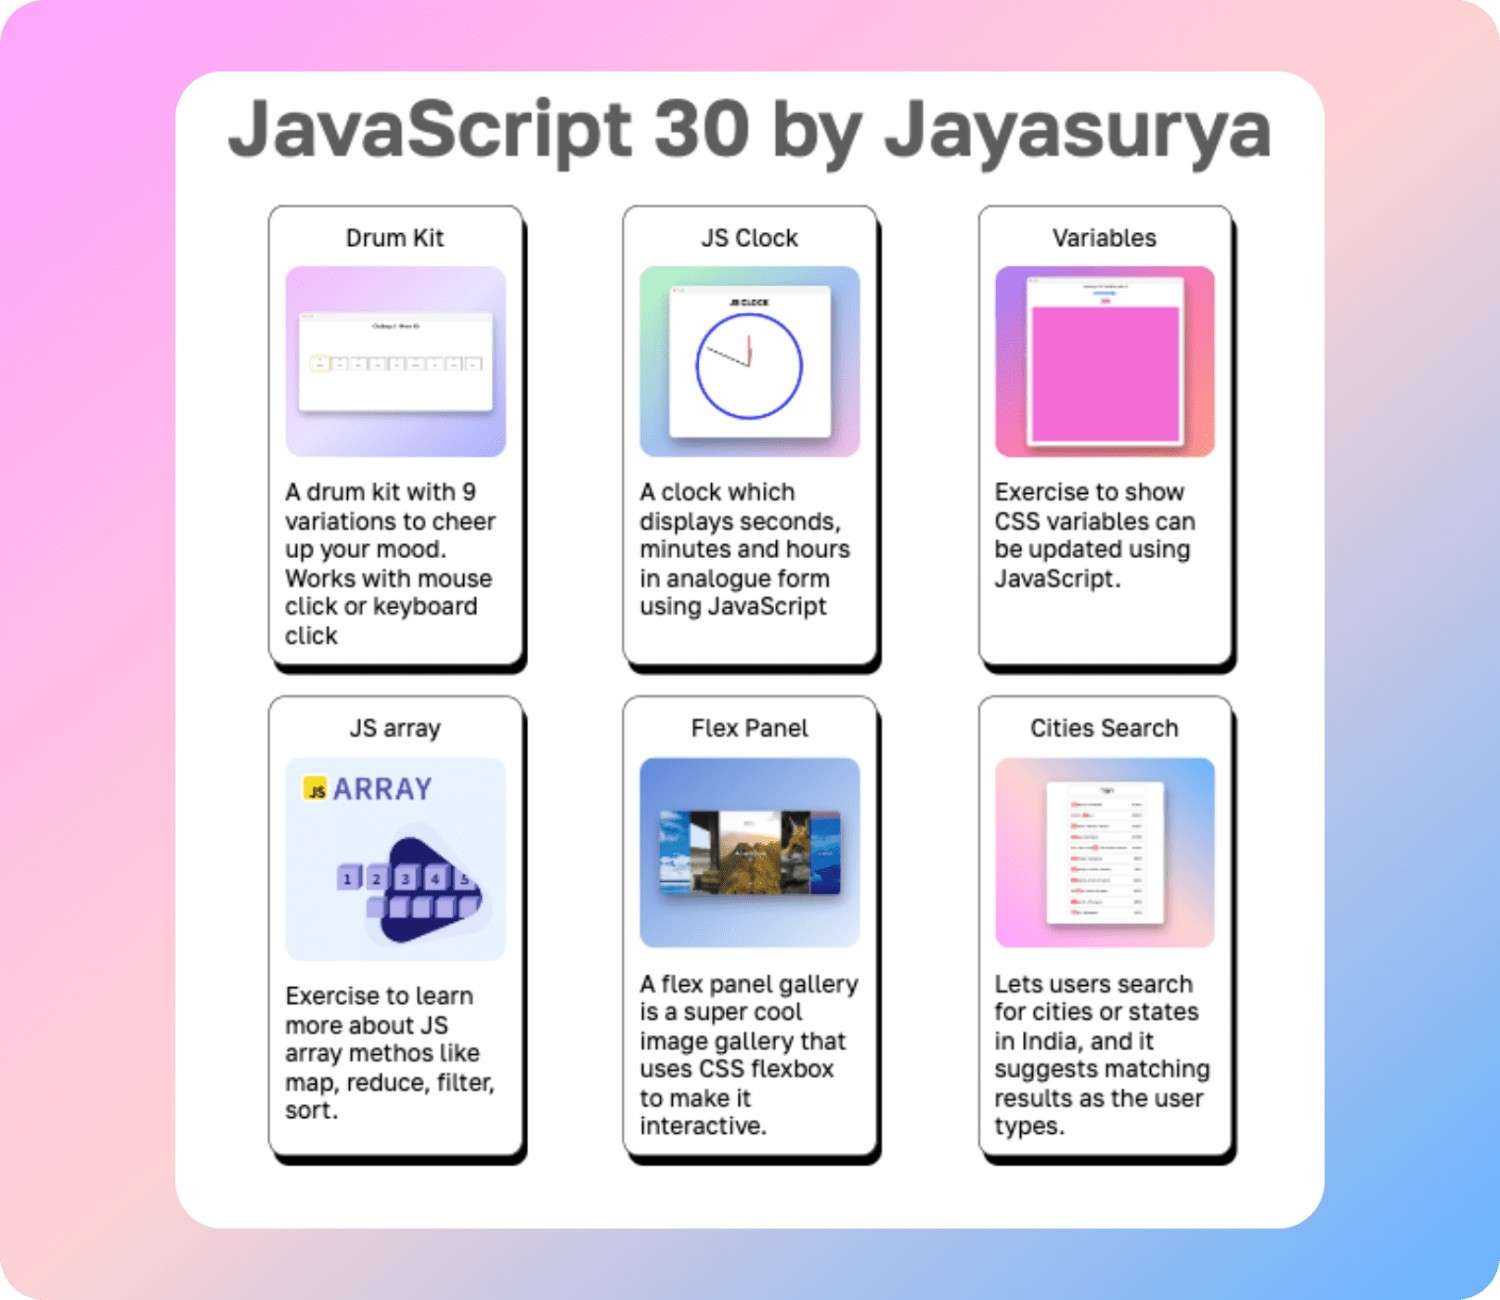 JavaScript 30 by Jayasurya
Drum Kit
A drum kit with 9
variations to cheer
up your mood.
Works with mouse
click or keyboard
click
JS Clock
JS CLOCK
A clock which
displays seconds,
minutes and hours
in analogue form
using JavaScript
Variables
Exercise to show
CSS variables can
be updated using
JavaScript.
JS array
JS ARRAY
1 2 3 4 5
Exercise to learn
more about JS
array methos like
map, reduce, filter,
sort.
Flex Panel
A flex panel gallery
is a super cool
image gallery that
uses CSS flexbox
to make it
interactive.
Cities Search
Lets users search
for cities or states
in India, and it
suggests matching
results as the user
types.